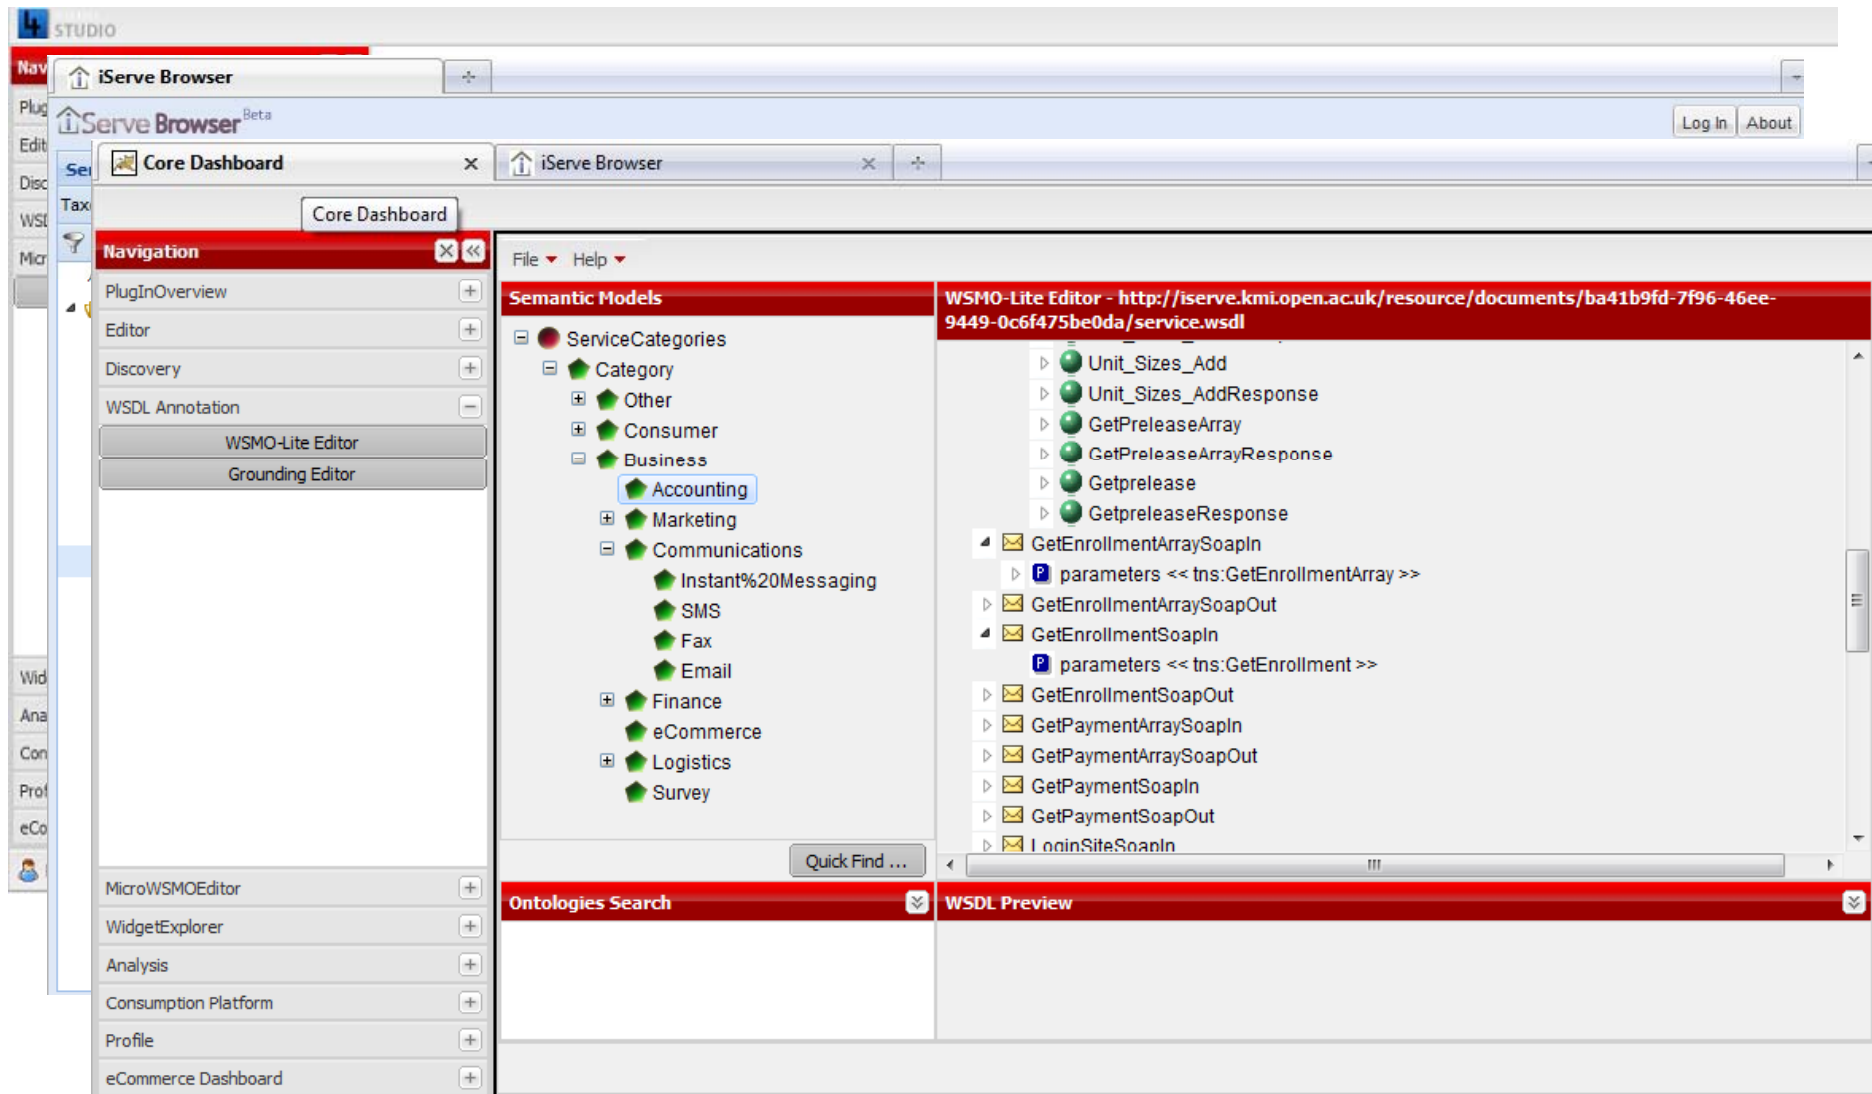 STUDIO
Nav
iServe Browser
Plug
iServe Browser Beta
Log In
About
Edit
Core Dashboard
iServe Browser
Ser
Disc
Taxo
Core Dashboard
WSD
Micr
Navigation
PlugInOverview
Editor
Discovery
WSDL Annotation
WSMO-Lite Editor
Grounding Editor
Wid
Ana
Con
Prof
eCo
MicroWSMOEditor
WidgetExplorer
Analysis
Consumption Platform
Profile
eCommerce Dashboard
File
Help
Semantic Models
ServiceCategories
Category
Other
Consumer
Business
Accounting
Marketing
Communications
Instant%20Messaging
SMS
Fax
Email
Finance
eCommerce
Logistics
Survey
Quick Find ...
Ontologies Search
WSMO-Lite Editor - http://iserve.kmi.open.ac.uk/resource/documents/ba41b9fd-7f96-46ee-
9449-0c6f475be0da/service.wsdl
Unit_Sizes_Add
Unit_Sizes_AddResponse
GetPreleaseArray
GetPreleaseArrayResponse
Getprelease
GetpreleaseResponse
GetEnrollmentArraySoapIn
P parameters << tns:GetEnrollmentArray >>
GetEnrollmentArraySoapOut
GetEnrollmentSoapIn
P parameters << tns:GetEnrollment >>
GetEnrollmentSoapOut
GetPaymentArraySoapIn
GetPaymentArraySoapOut
GetPaymentSoapIn
GetPaymentSoapOut
LoginSiteSoapIn
WSDL Preview